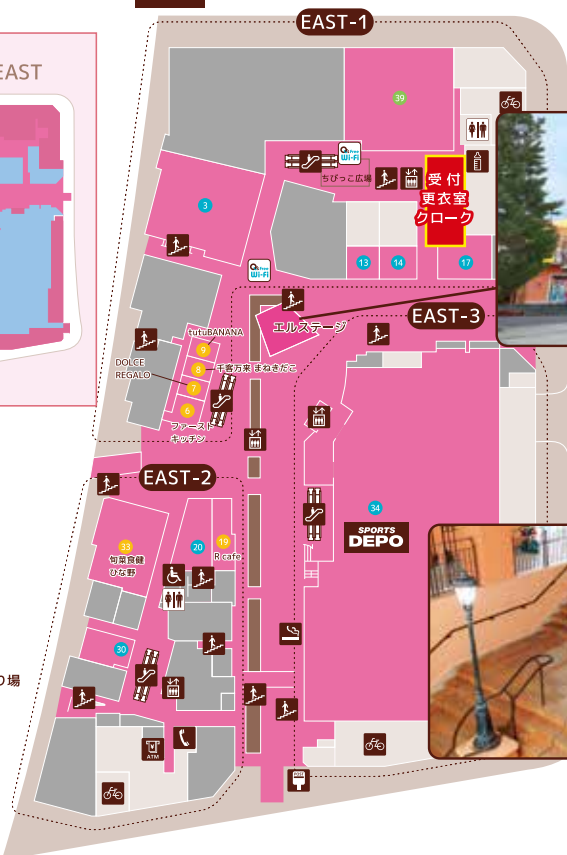 EAST-1
EAST
39
Free
Wi-Fi
ちびっこ広場
受付
更衣室
クローク
3
13
14
17
Free
Wi-Fi
エルステージ
EAST-3
tutuBANANA
9
DOLCE
REGALO
8
千客万来 まねきだこ
7
6
ファースト
キッチン
EAST-2
34
SPORTS
DEPO
33
旬菜食健
ひな野
20
19
R cafe
30
り場
ATM
POST